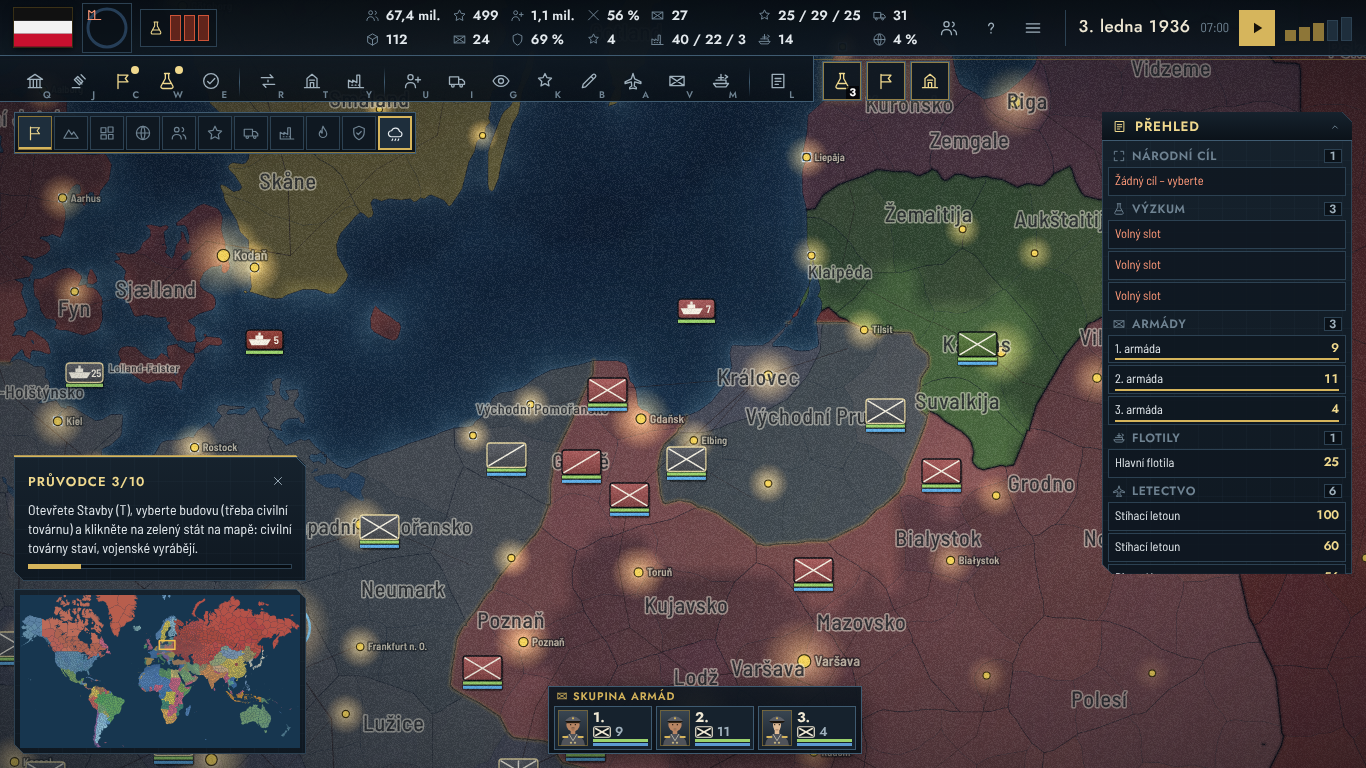 67,4 mil.
499
1,1 mil.
56 %
27
25 / 29 / 25
31
112
24
69 %
4
40 / 22 / 3
14
4 %
?
3. ledna 1936
07:00
Q
J
C
W
E
R
T
Y
U
I
G
K
B
A
V
M
L
3
Vidzeme
Kuronsko
Riga
Zemgale
Liepāja
Skåne
Aarhus
Žemaitija
Kodaň
Klaipėda
Sjælland
Fyn
7
5
Tilsit
25
Lolland-Falster
Královec
Východní Pomořansko
Gdaňsk
Východní Pru
Suvalkija
Kiel
Rostock
Elbing
Grodno
Bialystok
Białystok
Toruň
Neumark
Kujavsko
Poznaň
Poznaň
Mazovsko
Frankfurt n. O.
Lodž
Varšava
Varšava
Polesí
Lužice
PŘEHLED
NÁRODNÍ CÍL
1
Žádný cíl – vyberte
VÝZKUM
3
Volný slot
Volný slot
Volný slot
ARMÁDY
3
1. armáda
9
2. armáda
11
3. armáda
4
FLOTILY
1
Hlavní flotila
25
LETECTVO
6
Stíhací letoun
100
Stíhací letoun
60
PRŮVODCE 3/10
Otevřete Stavby (T), vyberte budovu (třeba civilní
továrnu) a klikněte na zelený stát na mapě: civilní
továrny staví, vojenské vyrábějí.
SKUPINA ARMÁD
1.
9
2.
11
3.
4